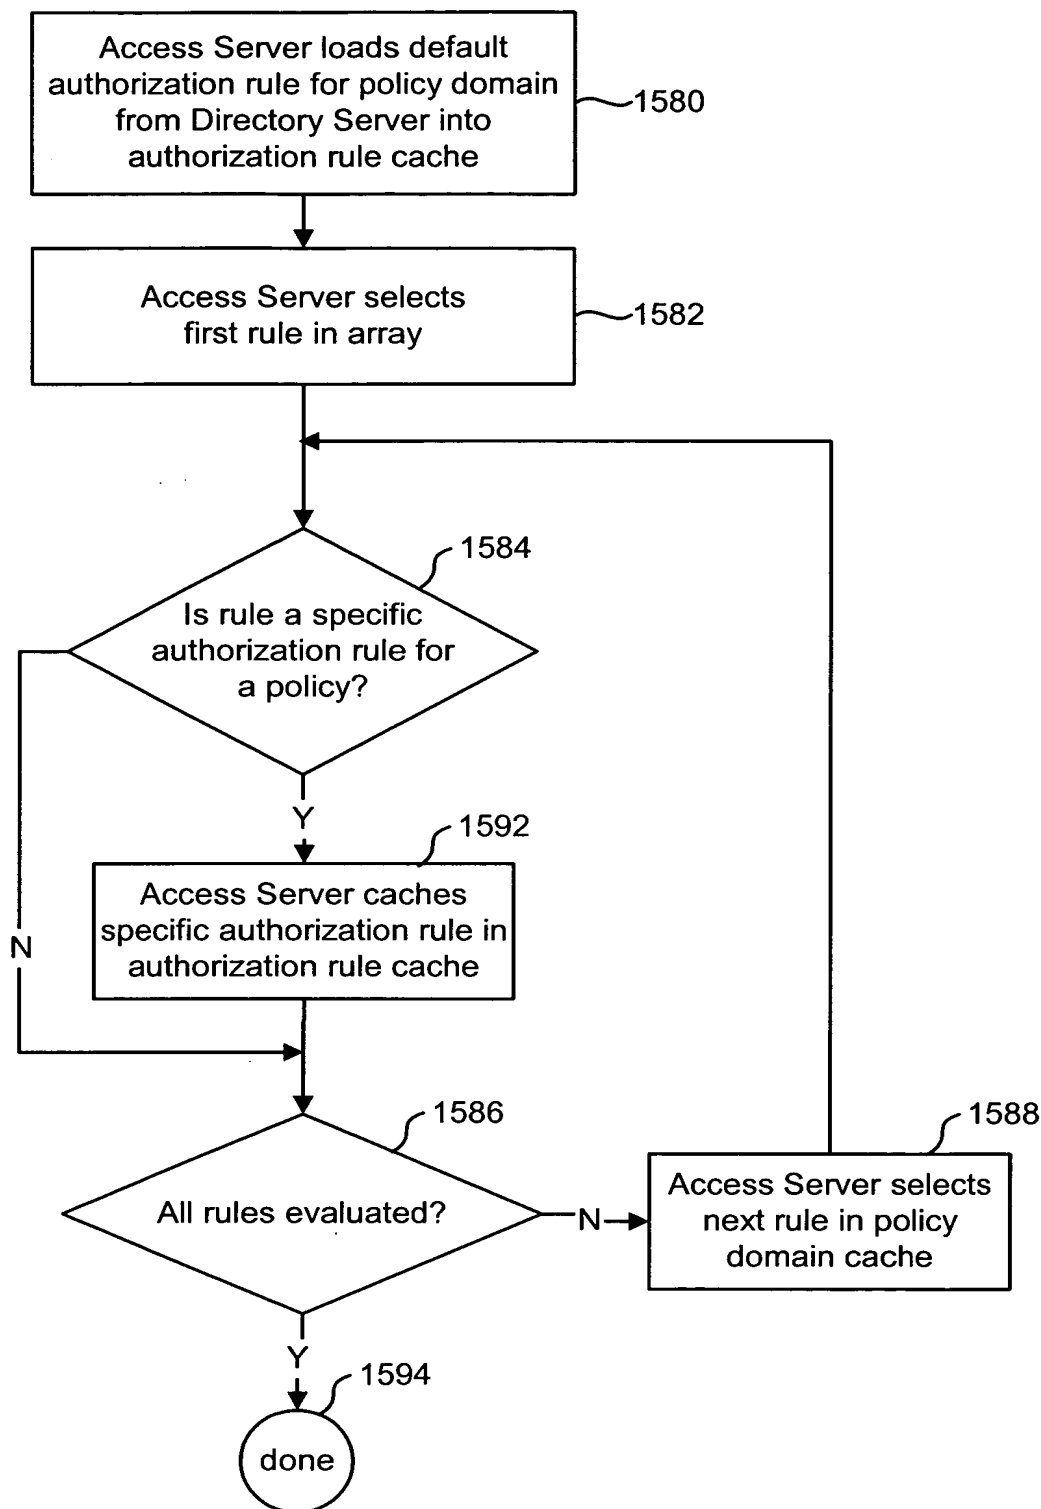 Access Server loads default
authorization rule for policy domain
from Directory Server into
authorization rule cache
1580
Access Server selects
first rule in array
1582
1584
Is rule a specific
authorization rule for
a policy?
Y
1592
Access Server caches
specific authorization rule in
authorization rule cache
N
1586
All rules evaluated?
N
1588
Access Server selects
next rule in policy
domain cache
Y
1594
done